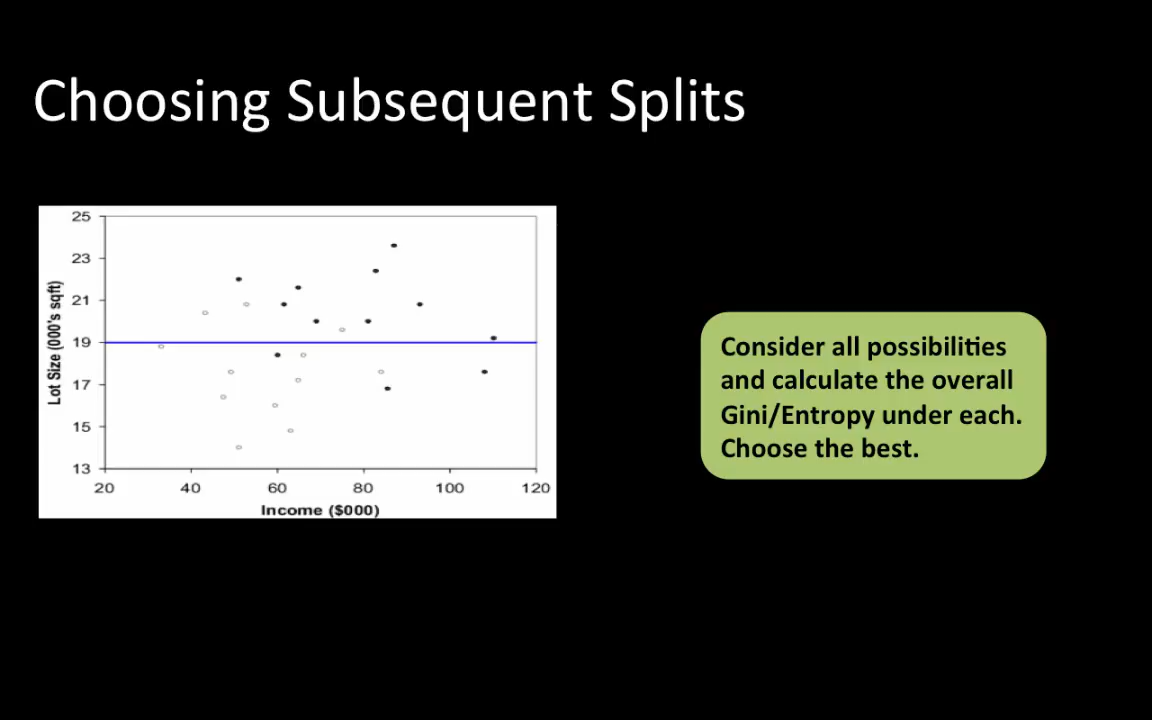 Choosing Subsequent Splits
25
23
21
19
17
15
13
Lot Size (000's sqft)
20 40 60 80 100 120
Income ($000)
Consider all possibilities
and calculate the overall
Gini/Entropy under each.
Choose the best.